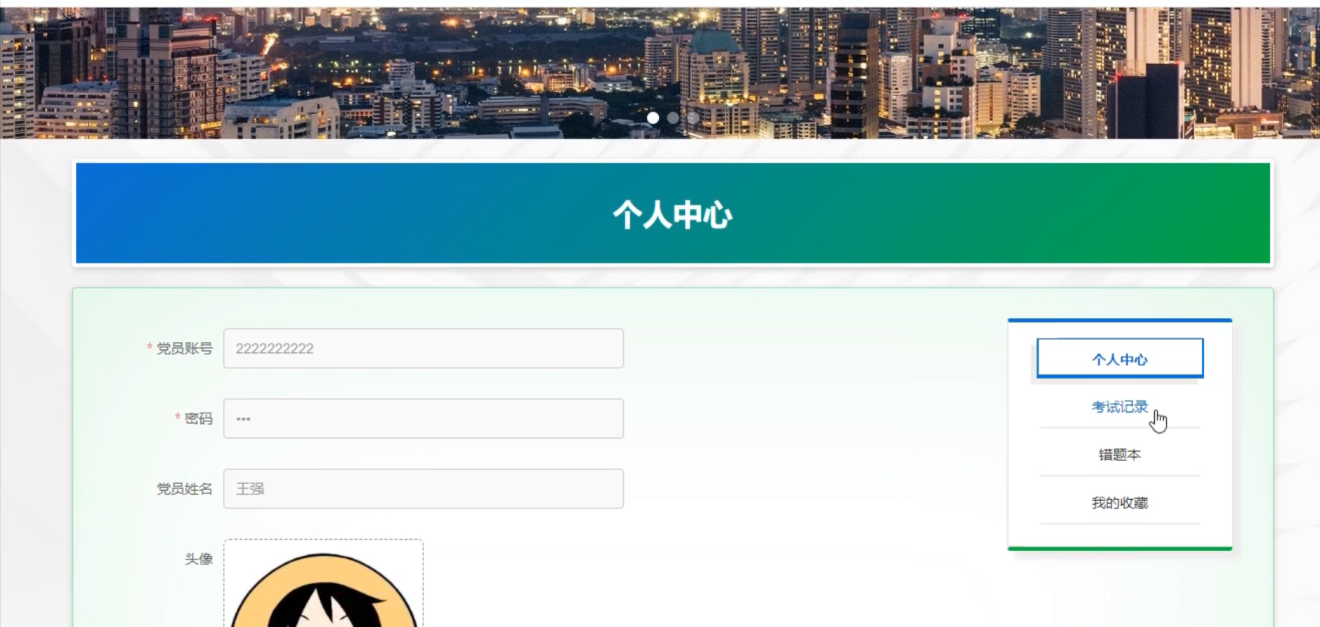 个人中心
* 党员账号 2222222222
* 密码 •••
党员姓名 王强
头像
个人中心
考试记录
错题本
我的收藏